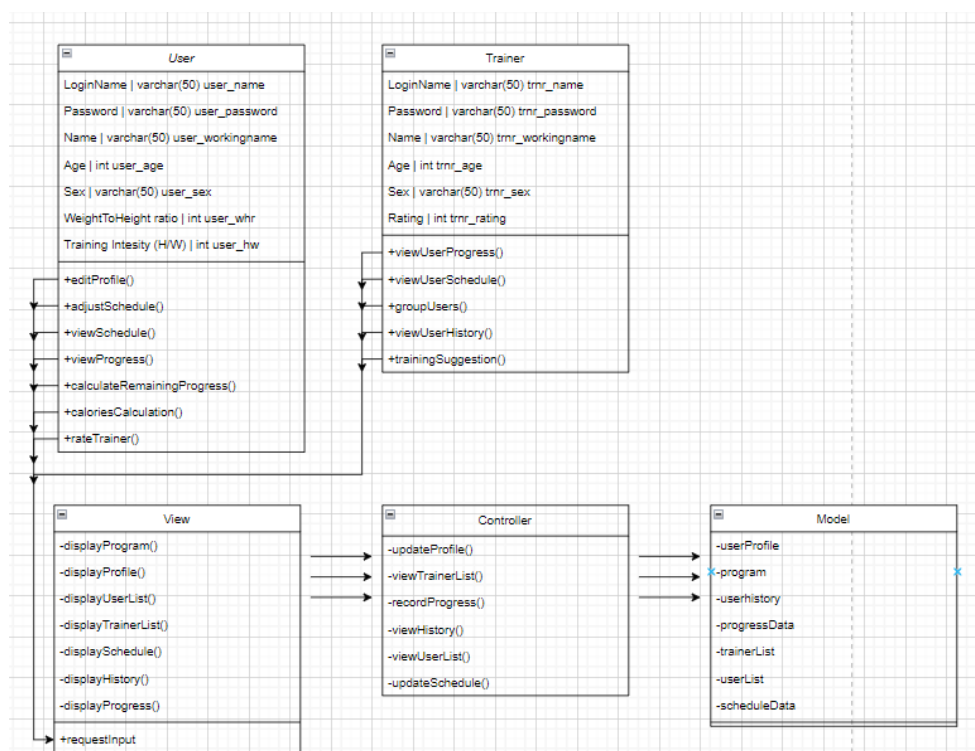 User
LoginName | varchar(50) user_name
Password | varchar(50) user_password
Name | varchar(50) user_workingname
Age | int user_age
Sex | varchar(50) user_sex
WeightToHeight ratio | int user_whr
Training Intesity (H/W) | int user_hw
+editProfile()
+adjustSchedule()
+viewSchedule()
+viewProgress()
+calculateRemainingProgress()
+caloriesCalculation()
+rateTrainer()
Trainer
LoginName | varchar(50) trnr_name
Password | varchar(50) trnr_password
Name | varchar(50) trnr_workingname
Age | int trnr_age
Sex | varchar(50) trnr_sex
Rating | int trnr_rating
+viewUserProgress()
+viewUserSchedule()
+groupUsers()
+viewUserHistory()
+trainingSuggestion()
View
-displayProgram()
-displayProfile()
-displayUserList()
-displayTrainerList()
-displaySchedule()
-displayHistory()
-displayProgress()
+requestInput
Controller
-updateProfile()
-viewTrainerList()
-recordProgress()
-viewHistory()
-viewUserList()
-updateSchedule()
Model
-userProfile
-program
-userhistory
-progressData
-trainerList
-userList
-scheduleData